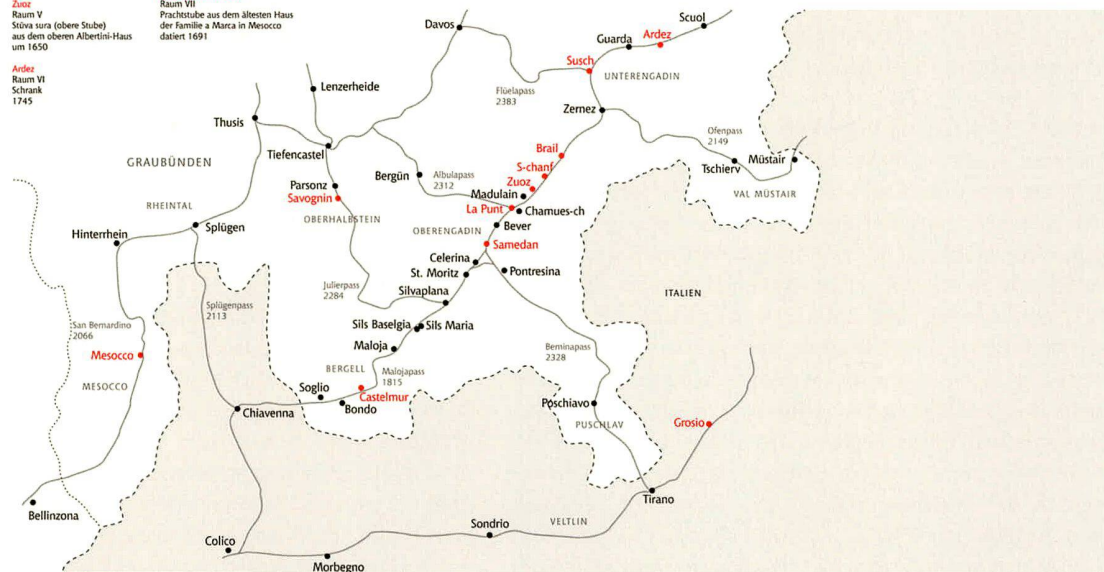 Zuoz
Raum V
Stüva sura (obere Stube)
aus dem oberen Albertini-Haus
um 1650
Ardez
Raum VI
Schrank
1745
Raum VII
Prachtstube aus dem ältesten Haus
der Familie a Marca in Mesocco
datiert 1691
Davos
Scuol
Guarda
Ardez
Susch
UNTERENGADIN
Lenzerheide
Flüelapass
2383
Zernez
Thusis
Ofenpass
2149
Tiefencastel
Brail
GRAUBÜNDEN
S-chanf
Tschierv
Müstair
Bergün
Albulapass
2312
Zuoz
Parsonz
Madulain
VAL MÜSTAIR
Savognin
RHEINTAL
La Punt
Chamues-ch
OBERHALBSTEIN
Splügen
Bever
OBERENGADIN
Hinterrhein
Samedan
Celerina
St. Moritz
Pontresina
Julierpass
2284
Silvaplana
ITALIEN
Splügenpass
2113
San Bernardino
2066
Sils Baselgia
Sils Maria
Maloja
Berninapass
2328
Mesocco
BERGELL
Malojapass
1815
MESOCCO
Soglio
Castelmur
Bondo
Chiavenna
Poschiavo
PUSCHLAV
Grosio
Tirano
Bellinzona
Sondrio
VELTLIN
Colico
Morbegno